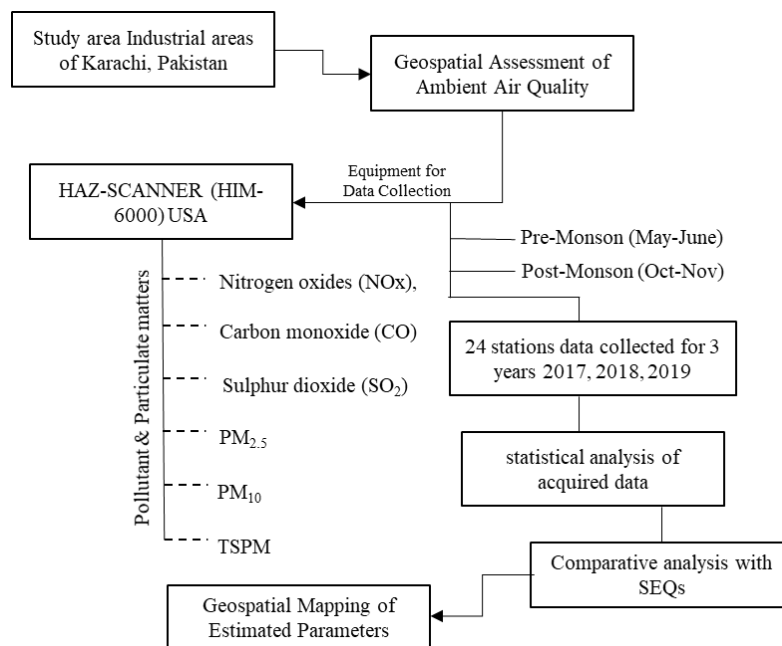 Study area Industrial areas
of Karachi, Pakistan
Geospatial Assessment of
Ambient Air Quality
Equipment for
Data Collection
HAZ-SCANNER (HIM-
6000) USA
Pre-Monson (May-June)
Post-Monson (Oct-Nov)
Pollutant & Particulate matters
Nitrogen oxides (NOx),
Carbon monoxide (CO)
Sulphur dioxide (SO₂)
PM₂.₅
PM₁₀
TSPM
24 stations data collected for 3
years 2017, 2018, 2019
statistical analysis of
acquired data
Comparative analysis with
SEQs
Geospatial Mapping of
Estimated Parameters